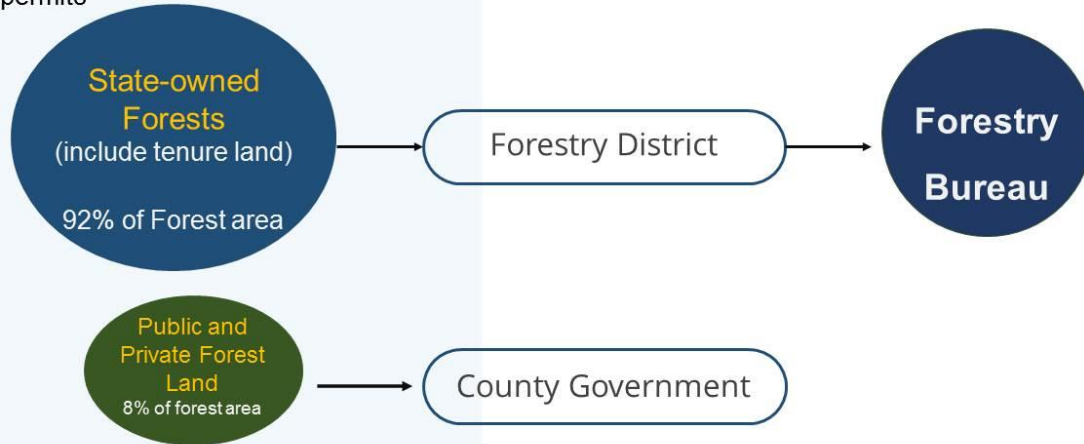 permits
State-owned
Forests
(include tenure land)
92% of Forest area
Forestry District
Forestry
Bureau
Public and
Private Forest
Land
8% of forest area
County Government